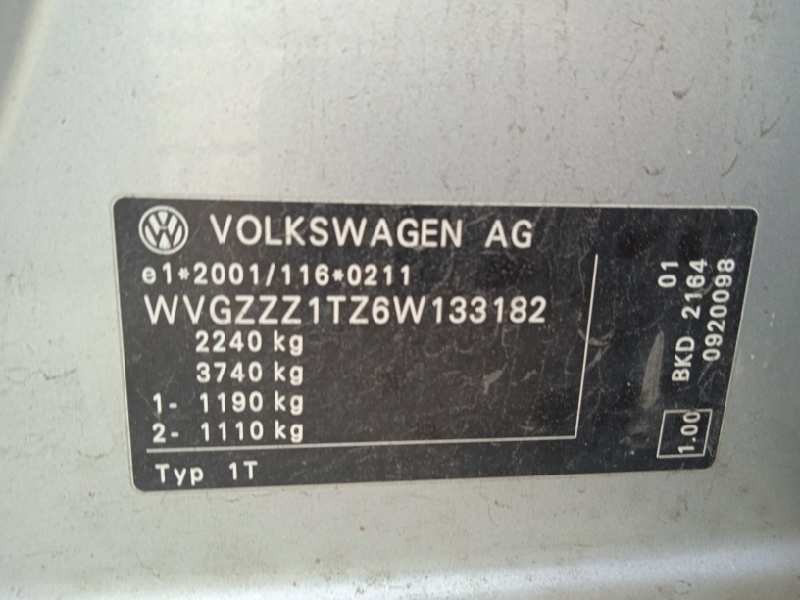 VOLKSWAGEN AG
e1*2001/116*0211
WVGZZZ1TZ6W133182
2240 kg
3740 kg
1- 1190 kg
2- 1110 kg
Typ 1T
01
BKD 2164
0920098
1.00